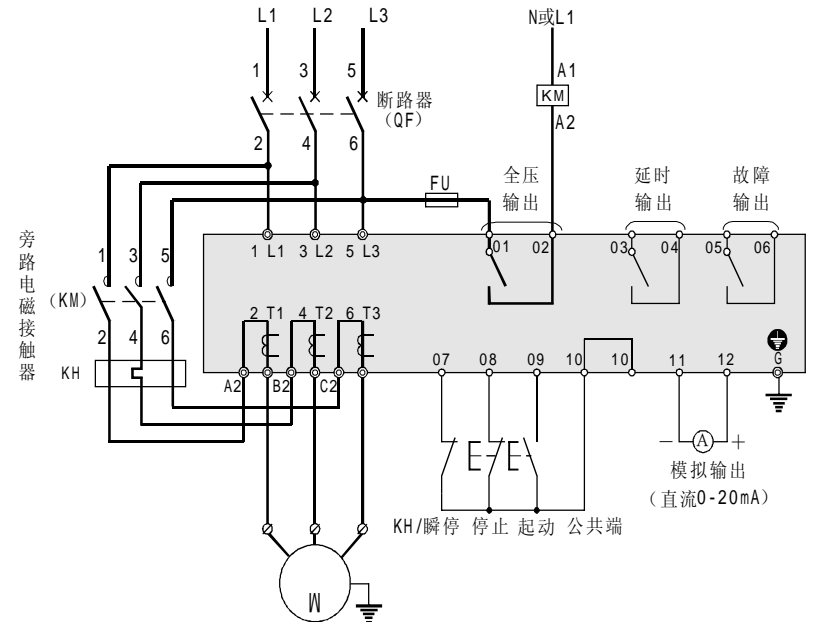 L1 L2 L3 N或L1
1 3 5 A1
KM
断路器
(QF)
A2
2 4 6
FU
全压
输出
延时
输出
故障
输出
1 L1 3 L2 5 L3 01 02 03 04 05 06
旁路电磁接触器
(KM)
1 3 5
2 4 6
KH
2 T1 4 T2 6 T3
A2 B2 C2
07 08 09 10 10 11 12 G
A
− +
模拟输出
(直流0-20mA)
KH/瞬停 停止 起动 公共端
M